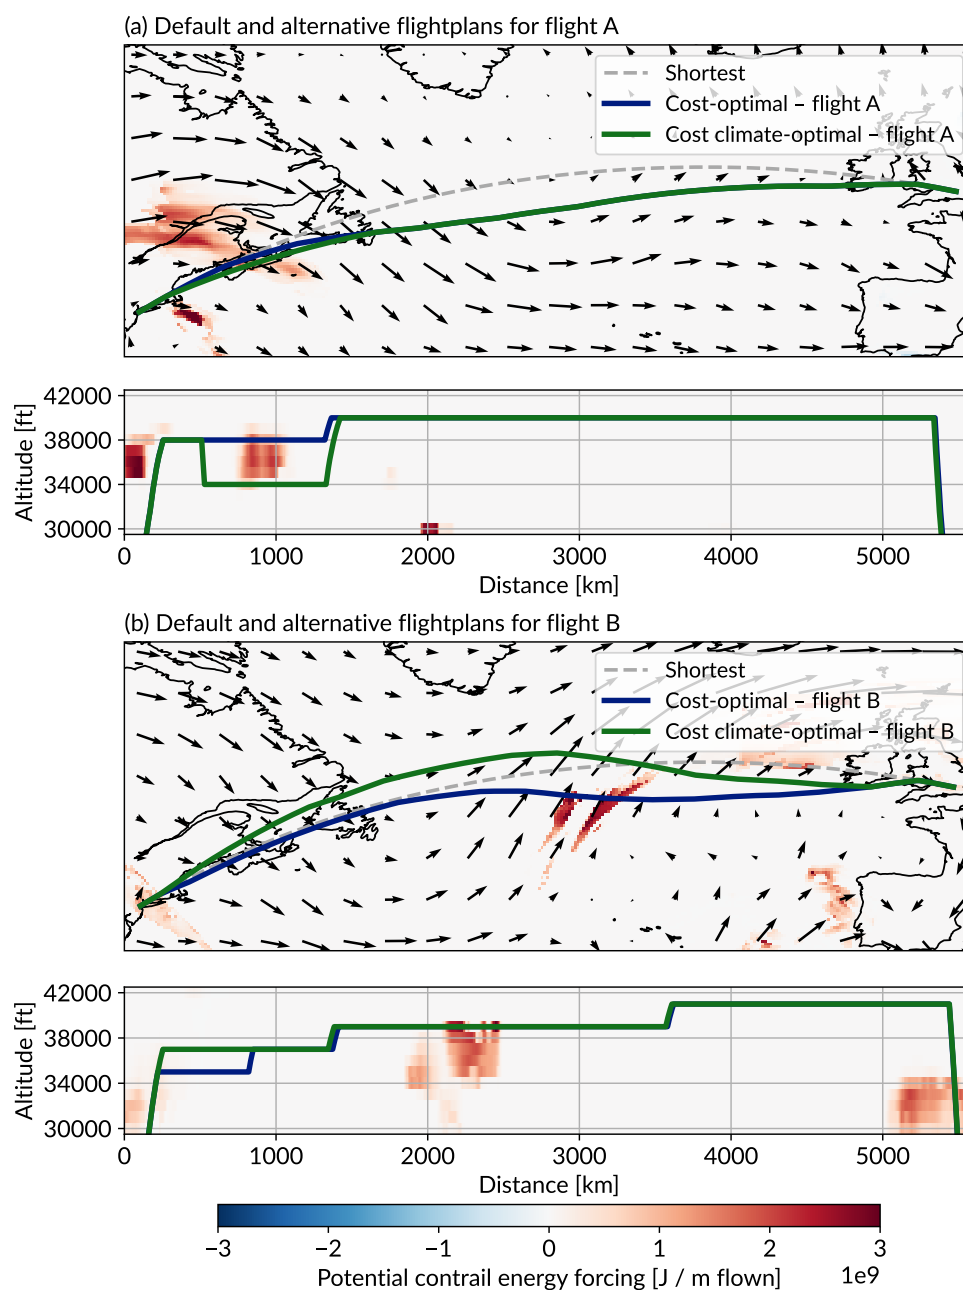 (a) Default and alternative flightplans for flight A
Shortest
Cost-optimal – flight A
Cost climate-optimal – flight A
42000
38000
34000
30000
Altitude [ft]
0 1000 2000 3000 4000 5000
Distance [km]
(b) Default and alternative flightplans for flight B
Shortest
Cost-optimal – flight B
Cost climate-optimal – flight B
42000
38000
34000
30000
Altitude [ft]
0 1000 2000 3000 4000 5000
Distance [km]
−3 −2 −1 0 1 2 3
Potential contrail energy forcing [J / m flown] 1e9